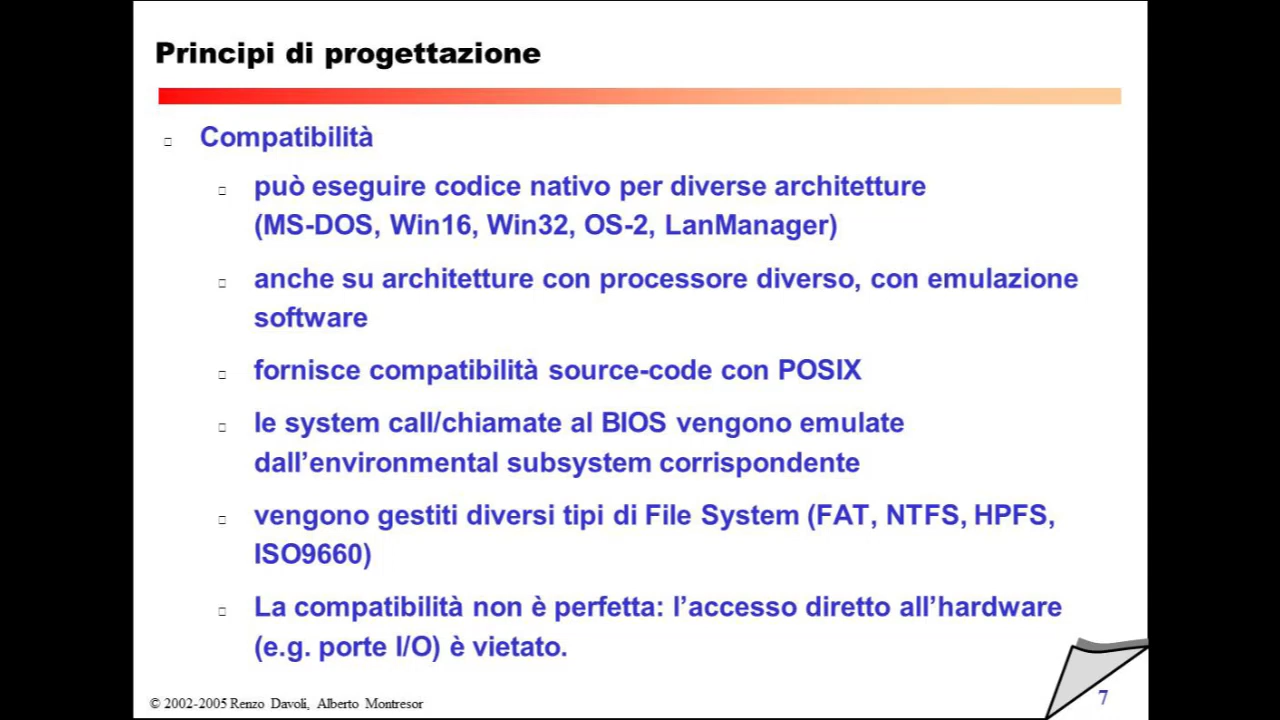 Principi di progettazione
Compatibilità
può eseguire codice nativo per diverse architetture
(MS-DOS, Win16, Win32, OS-2, LanManager)
anche su architetture con processore diverso, con emulazione
software
fornisce compatibilità source-code con POSIX
le system call/chiamate al BIOS vengono emulate
dall’environmental subsystem corrispondente
vengono gestiti diversi tipi di File System (FAT, NTFS, HPFS,
ISO9660)
La compatibilità non è perfetta: l’accesso diretto all’hardware
(e.g. porte I/O) è vietato.
© 2002-2005 Renzo Davoli, Alberto Montresor
7